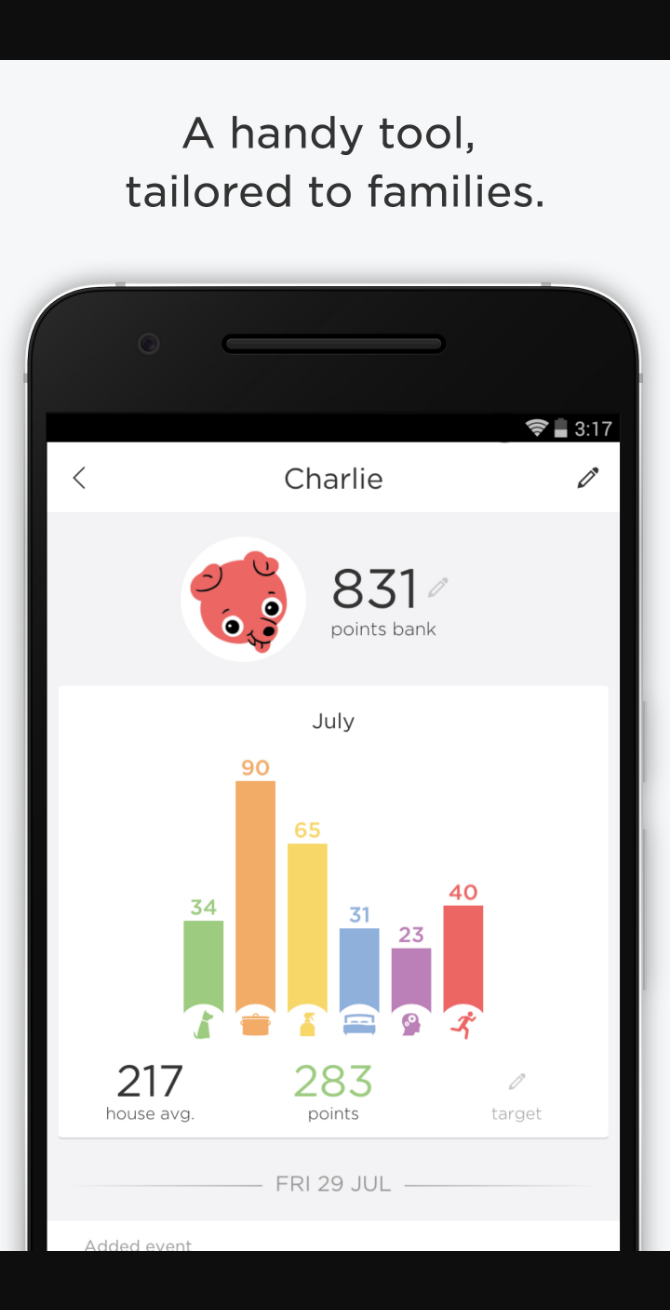 A handy tool,
tailored to families.
3:17
Charlie
831
points bank
July
90
65
34
31
23
40
217
house avg.
283
points
target
FRI 29 JUL
Added event